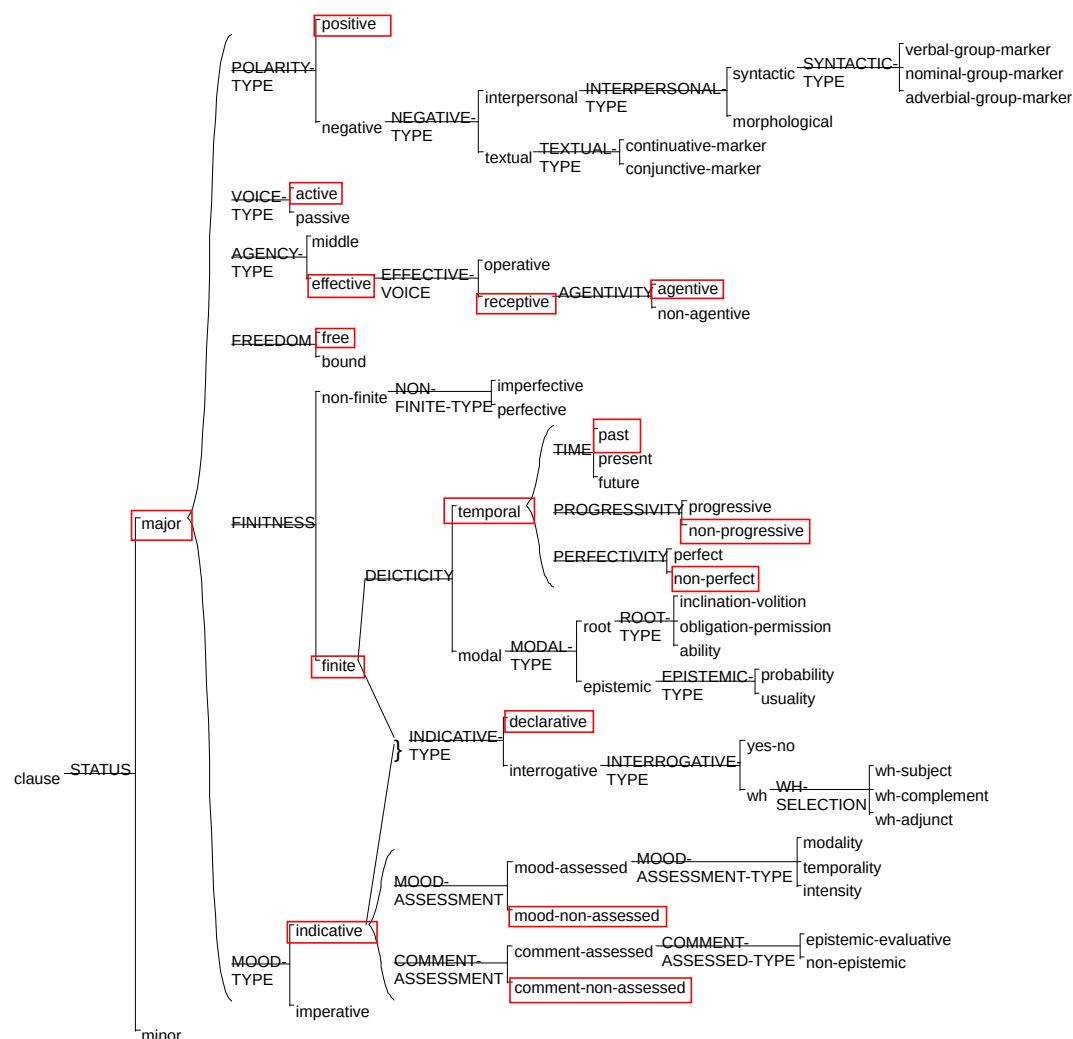 positive
POLARITY-
TYPE
negative
NEGATIVE-
TYPE
interpersonal
INTERPERSONAL-
TYPE
syntactic
SYNTACTIC-
TYPE
verbal-group-marker
nominal-group-marker
adverbial-group-marker
morphological
textual
TEXTUAL-
TYPE
continuative-marker
conjunctive-marker
VOICE-
TYPE
active
passive
AGENCY-
TYPE
middle
effective
EFFECTIVE-
VOICE
operative
receptive
AGENTIVITY
agentive
non-agentive
FREEDOM
free
bound
FINITNESS
non-finite
NON-
FINITE-TYPE
imperfective
perfective
finite
DEICTICITY
temporal
TIME
past
present
future
PROGRESSIVITY
progressive
non-progressive
PERFECTIVITY
perfect
non-perfect
modal
MODAL-
TYPE
root
ROOT-
TYPE
inclination-volition
obligation-permission
ability
epistemic
EPISTEMIC-
TYPE
probability
usuality
}
INDICATIVE-
TYPE
declarative
interrogative
INTERROGATIVE-
TYPE
yes-no
wh
WH-
SELECTION
wh-subject
wh-complement
wh-adjunct
clause
STATUS
major
minor
MOOD-
TYPE
indicative
imperative
MOOD-
ASSESSMENT
mood-assessed
MOOD-
ASSESSMENT-TYPE
modality
temporality
intensity
mood-non-assessed
COMMENT-
ASSESSMENT
comment-assessed
COMMENT-
ASSESSED-TYPE
epistemic-evaluative
non-epistemic
comment-non-assessed